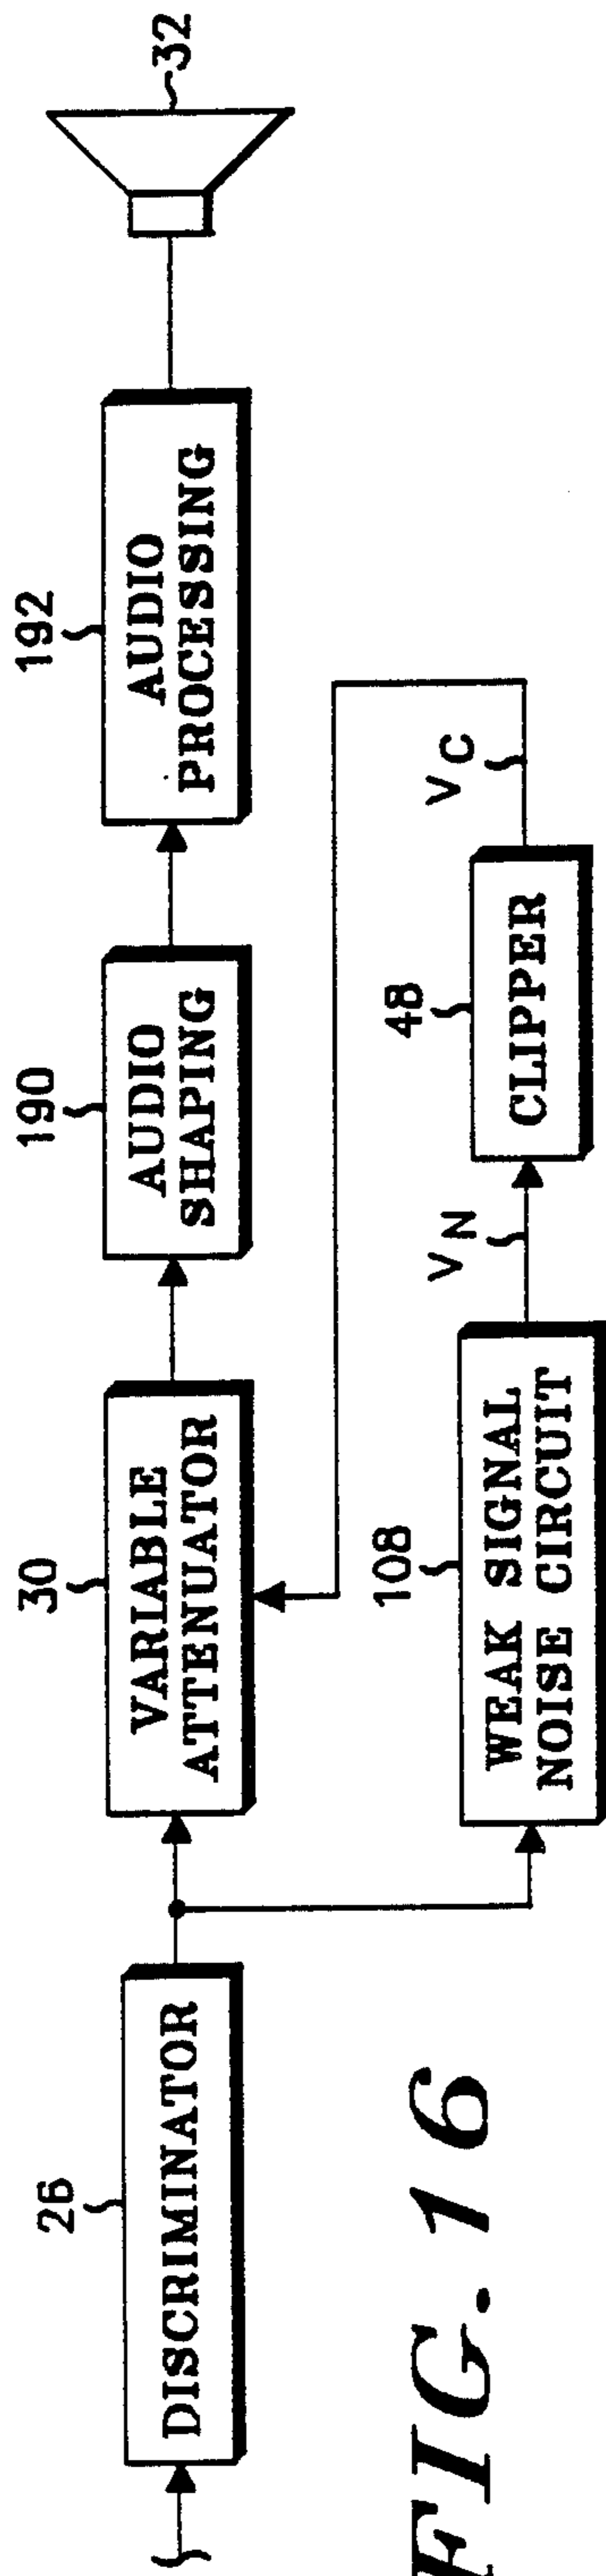 26
DISCRIMINATOR
30
VARIABLE
ATTENUATOR
190
AUDIO
SHAPING
192
AUDIO
PROCESSING
32
108
WEAK SIGNAL
NOISE CIRCUIT
VN
48
CLIPPER
VC
FIG. 16